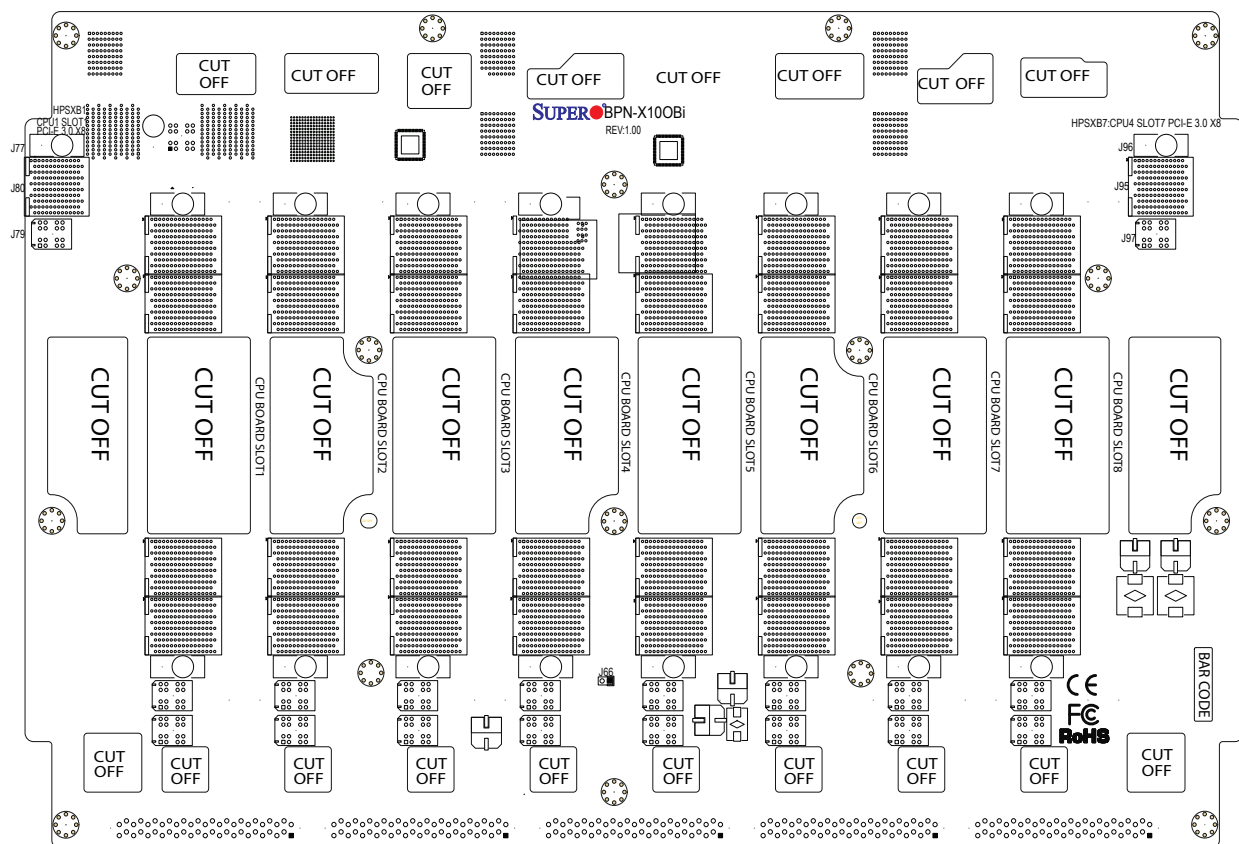 CUT
OFF
CUT OFF
CUT
OFF
CUT OFF
CUT OFF
CUT OFF
CUT OFF
CUT OFF
SUPER BPN-X10OBi
REV:1.00
HPSXB1
CPU1 SLOT1
PCI-E 3.0 X8
HPSXB7:CPU4 SLOT7 PCI-E 3.0 X8
J77
J80
J79
J96
J95
J97
CUT OFF
CUT OFF
CPU BOARD SLOT1
CUT OFF
CPU BOARD SLOT2
CUT OFF
CPU BOARD SLOT3
CUT OFF
CPU BOARD SLOT4
CUT OFF
CPU BOARD SLOT5
CUT OFF
CPU BOARD SLOT6
CUT OFF
CPU BOARD SLOT7
CUT OFF
CPU BOARD SLOT8
CUT OFF
J66
BAR CODE
CE
FC
RoHS
CUT
OFF
CUT
OFF
CUT
OFF
CUT
OFF
CUT
OFF
CUT
OFF
CUT
OFF
CUT
OFF
CUT
OFF
CUT
OFF